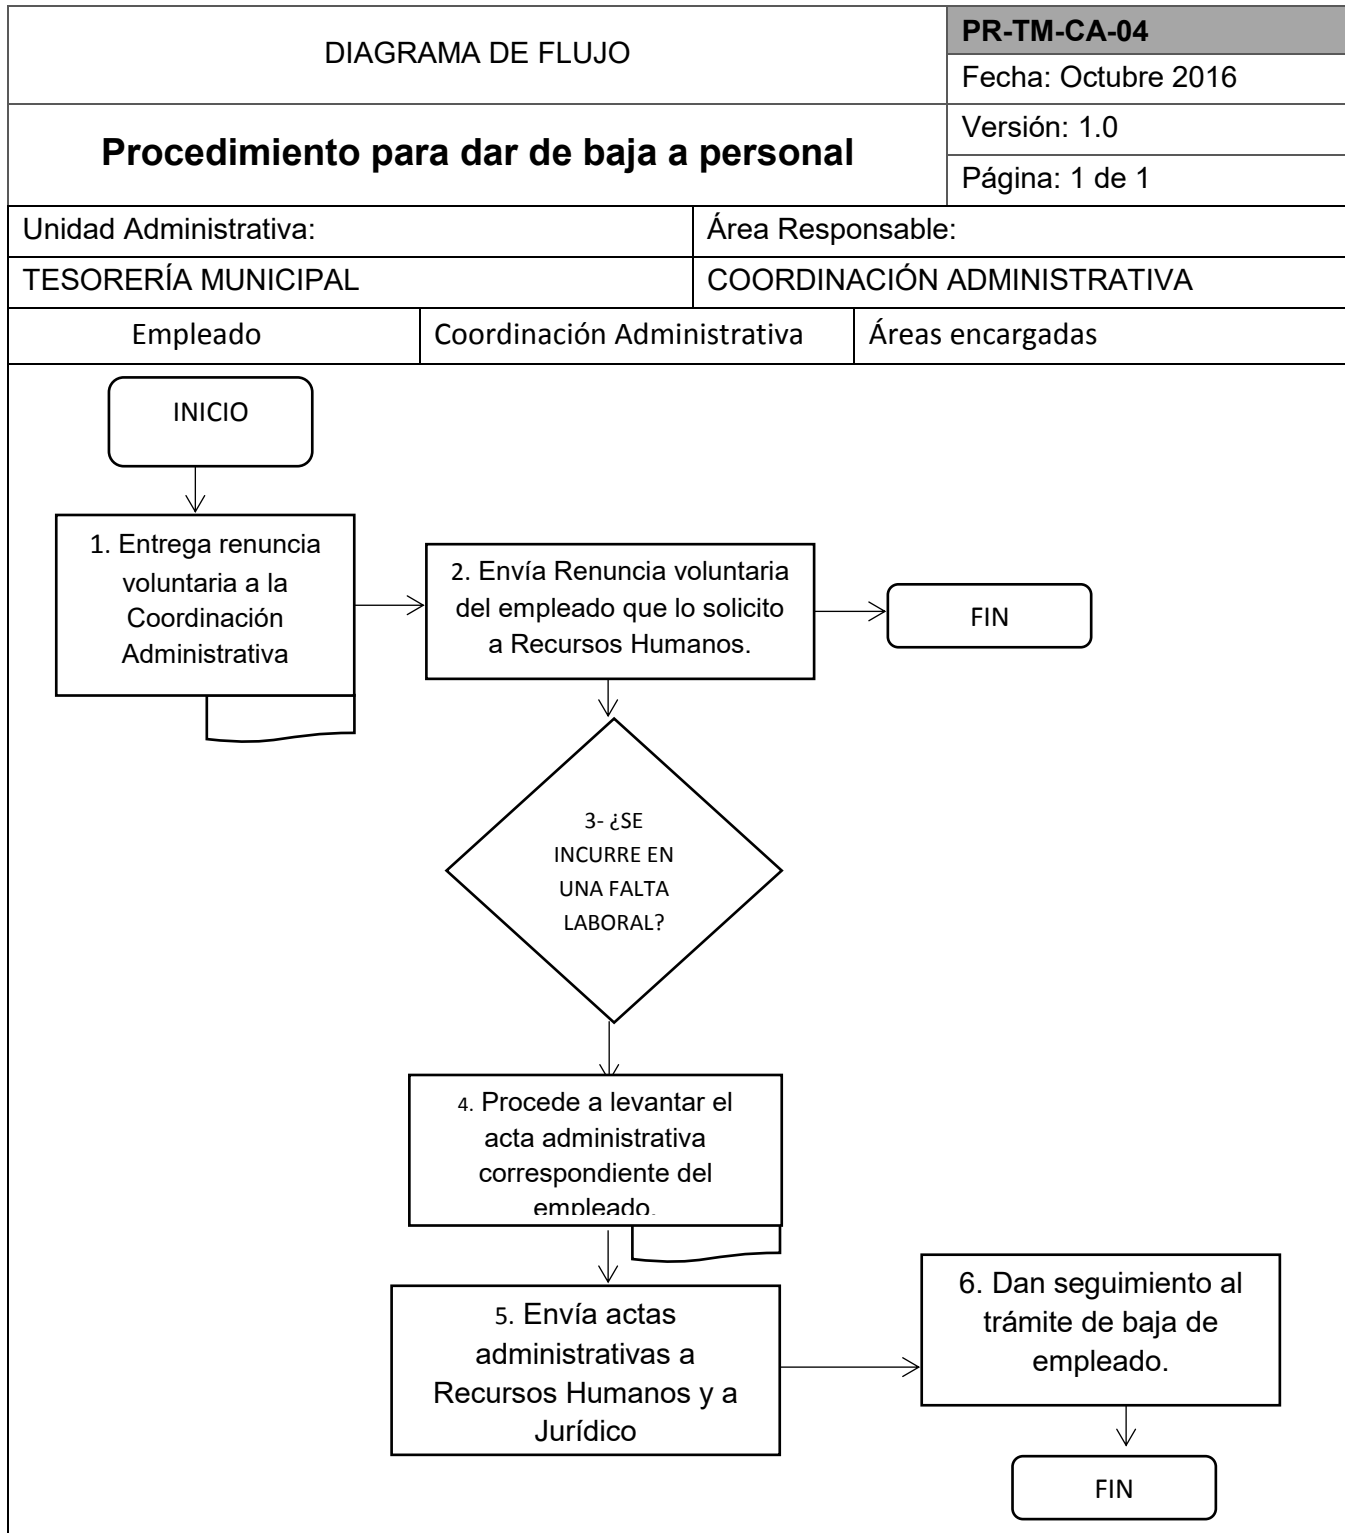 DIAGRAMA DE FLUJO
PR-TM-CA-04
Fecha: Octubre 2016
Procedimiento para dar de baja a personal
Versión: 1.0
Página: 1 de 1
Unidad Administrativa:
Área Responsable:
TESORERÍA MUNICIPAL
COORDINACIÓN ADMINISTRATIVA
Empleado
Coordinación Administrativa
Áreas encargadas
INICIO
1. Entrega renuncia
voluntaria a la
Coordinación
Administrativa
2. Envía Renuncia voluntaria
del empleado que lo solicito
a Recursos Humanos.
FIN
3- ¿SE
INCURRE EN
UNA FALTA
LABORAL?
4. Procede a levantar el
acta administrativa
correspondiente del
empleado.
5. Envía actas
administrativas a
Recursos Humanos y a
Jurídico
6. Dan seguimiento al
trámite de baja de
empleado.
FIN